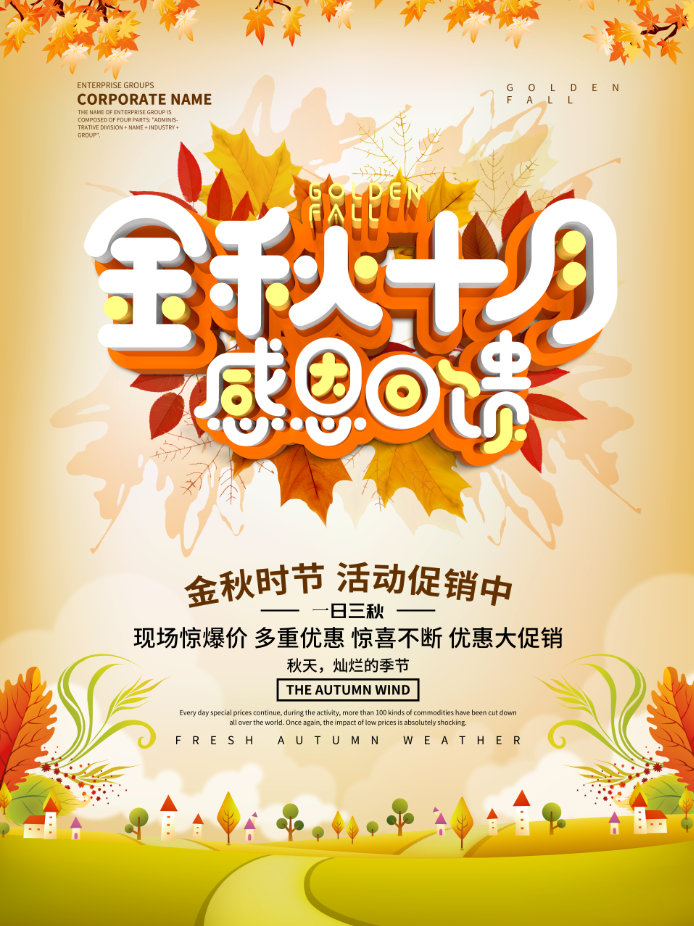 ENTERPRISE GROUPS
CORPORATE NAME
THE NAME OF ENTERPRISE GROUP IS
COMPOSED OF FOUR PARTS: "ADMINIS-
TRATIVE DIVISION + NAME + INDUSTRY +
GROUP".
GOLDEN
FALL
GOLDEN
FALL
金秋十月
感恩回馈
金秋时节 活动促销中
一日三秋
现场惊爆价 多重优惠 惊喜不断 优惠大促销
秋天，灿烂的季节
THE AUTUMN WIND
Every day special prices continue, during the activity, more than 100 kinds of commodities have been cut down
all over the world. Once again, the impact of low prices is absolutely shocking.
FRESH AUTUMN WEATHER